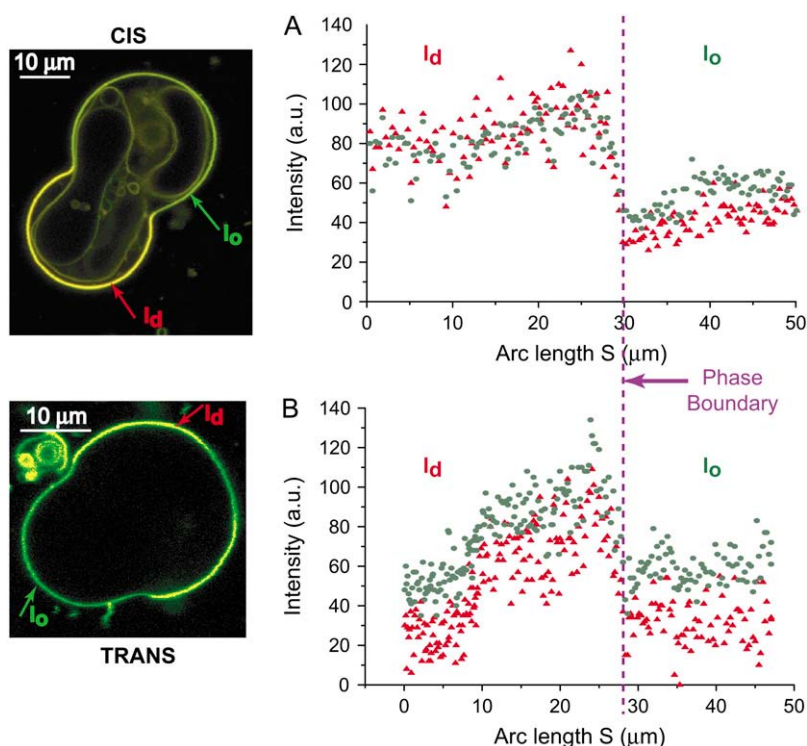 CIS
10 μm
lo
ld
A
ld
lo
Intensity (a.u.)
140
120
100
80
60
40
20
0
0 10 20 30 40 50
Arc length S (μm)
Phase
Boundary
10 μm
ld
lo
TRANS
B
ld
lo
Intensity (a.u.)
140
120
100
80
60
40
20
0
0 10 20 30 40 50
Arc length S (μm)